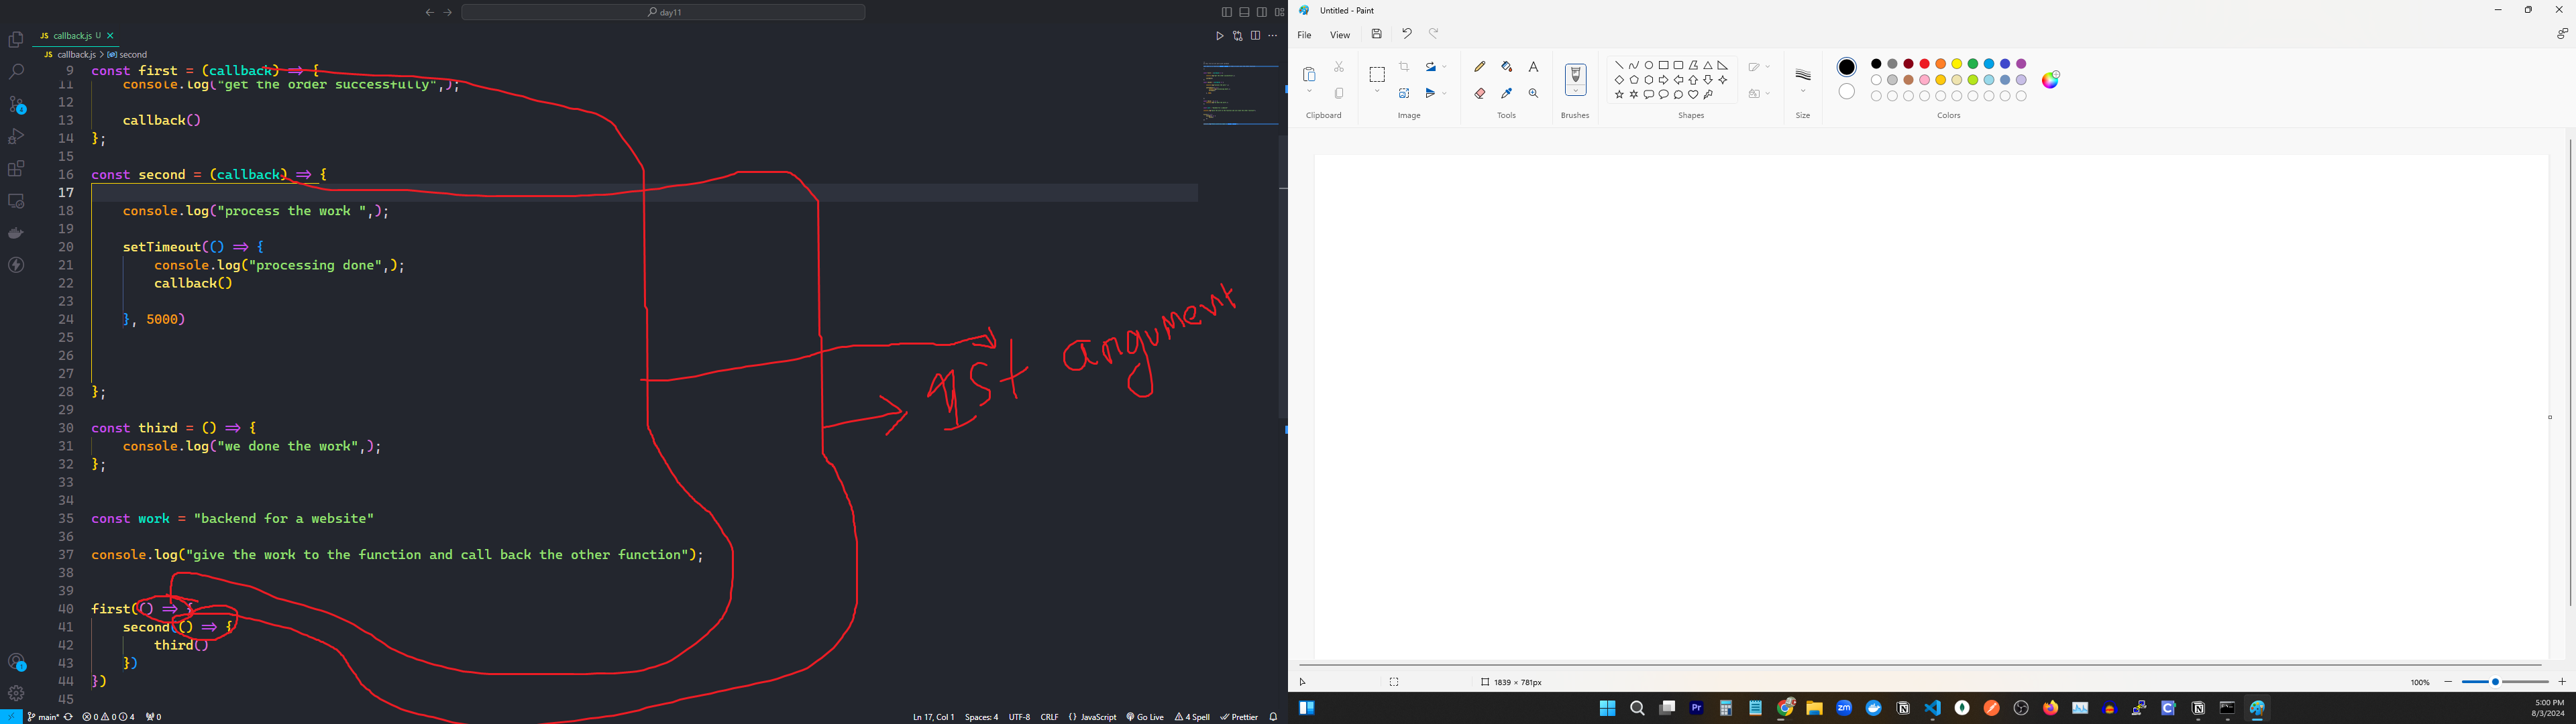 day11
Untitled - Paint
JS callback.js U
File View
JS callback.js > second
9 const first = (callback) => {
11 console.log("get the order successfully",);
12
13 callback()
14 };
15
16 const second = (callback) => {
17
18 console.log("process the work ",);
19
20 setTimeout(() => {
21 console.log("processing done",);
22 callback()
23
24 }, 5000)
25
26
27
28 };
29
30 const third = () => {
31 console.log("we done the work",);
32 };
33
34
35 const work = "backend for a website"
36
37 console.log("give the work to the function and call back the other function");
38
39
40 first(() => {
41 second(() => {
42 third()
43 })
44 })
45
1st argument
Clipboard Image Tools Brushes Shapes Size Colors
1839 × 781px 100%
main* 0 0 4 0 Ln 17, Col 1 Spaces: 4 UTF-8 CRLF {} JavaScript Go Live 4 Spell Prettier
5:00 PM
8/3/2024